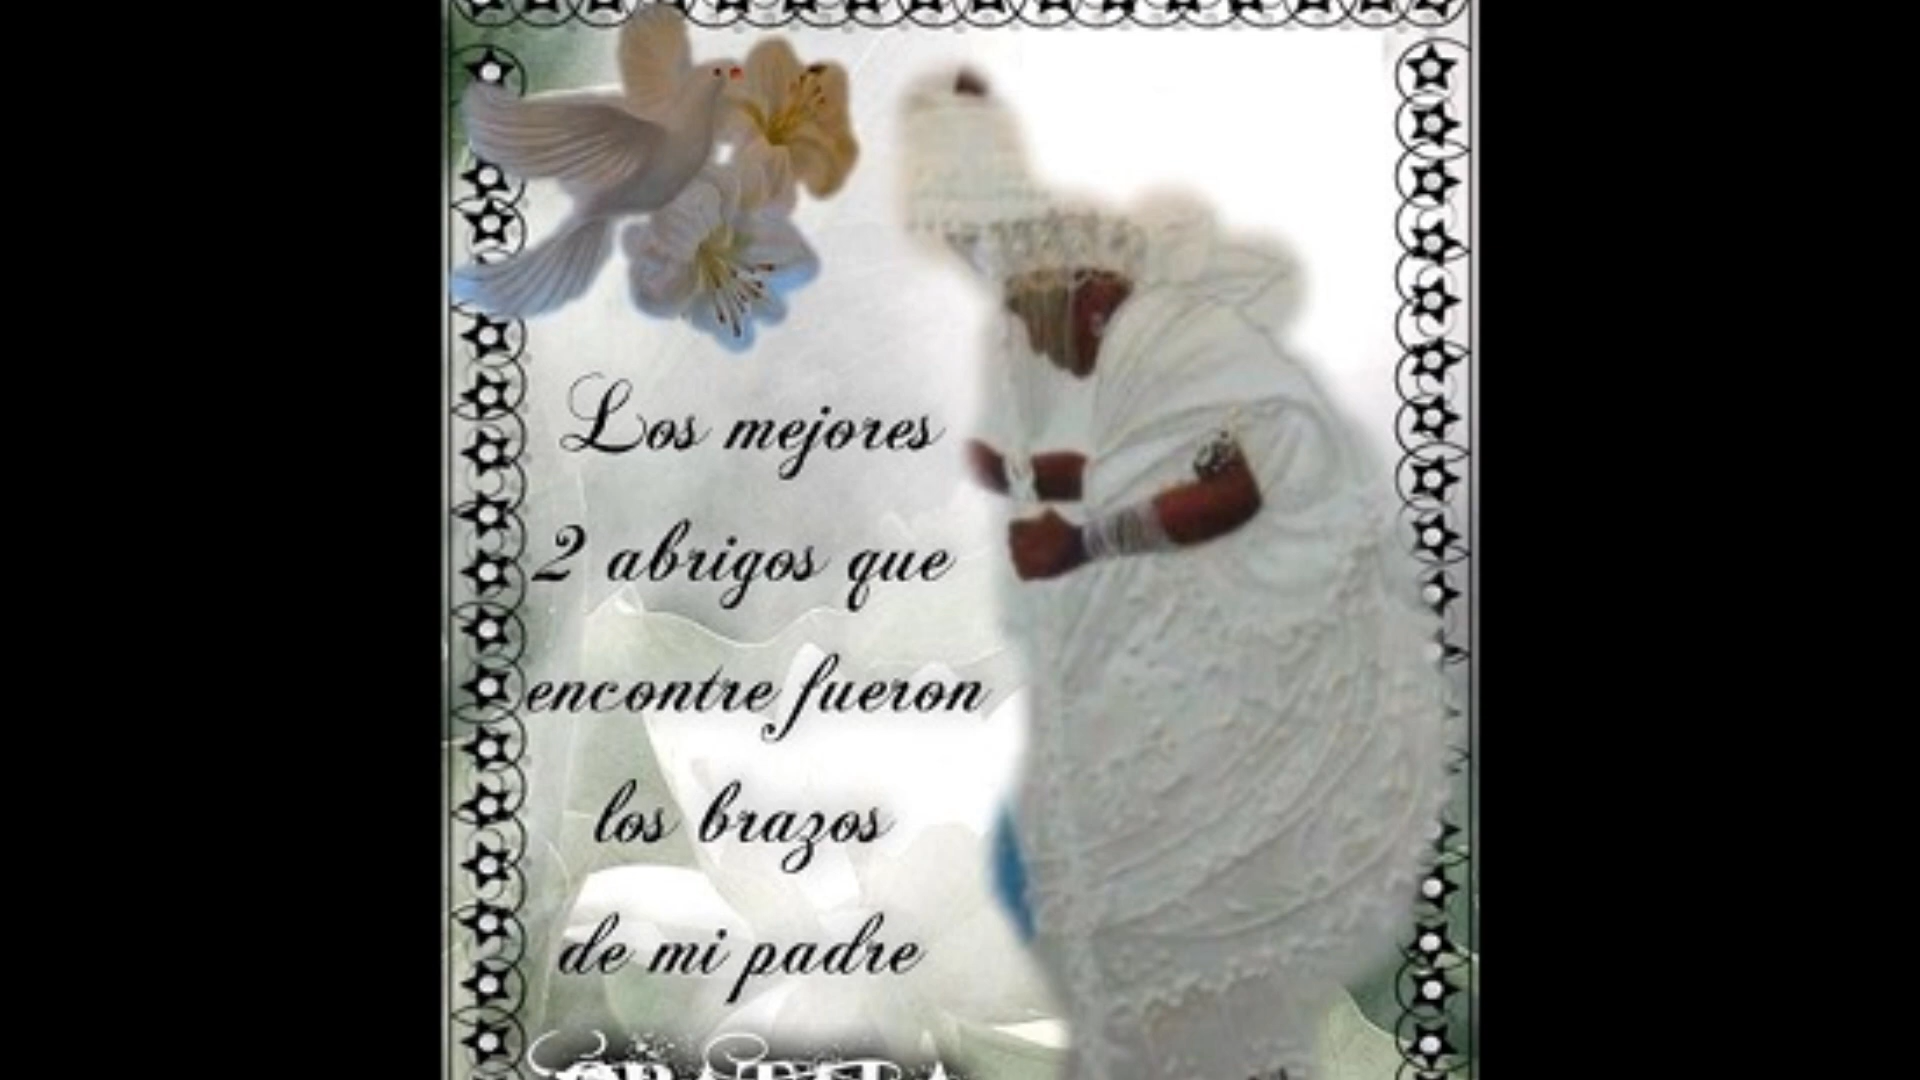 Los mejores
2 abrigos que
encontre fueron
los brazos
de mi padre